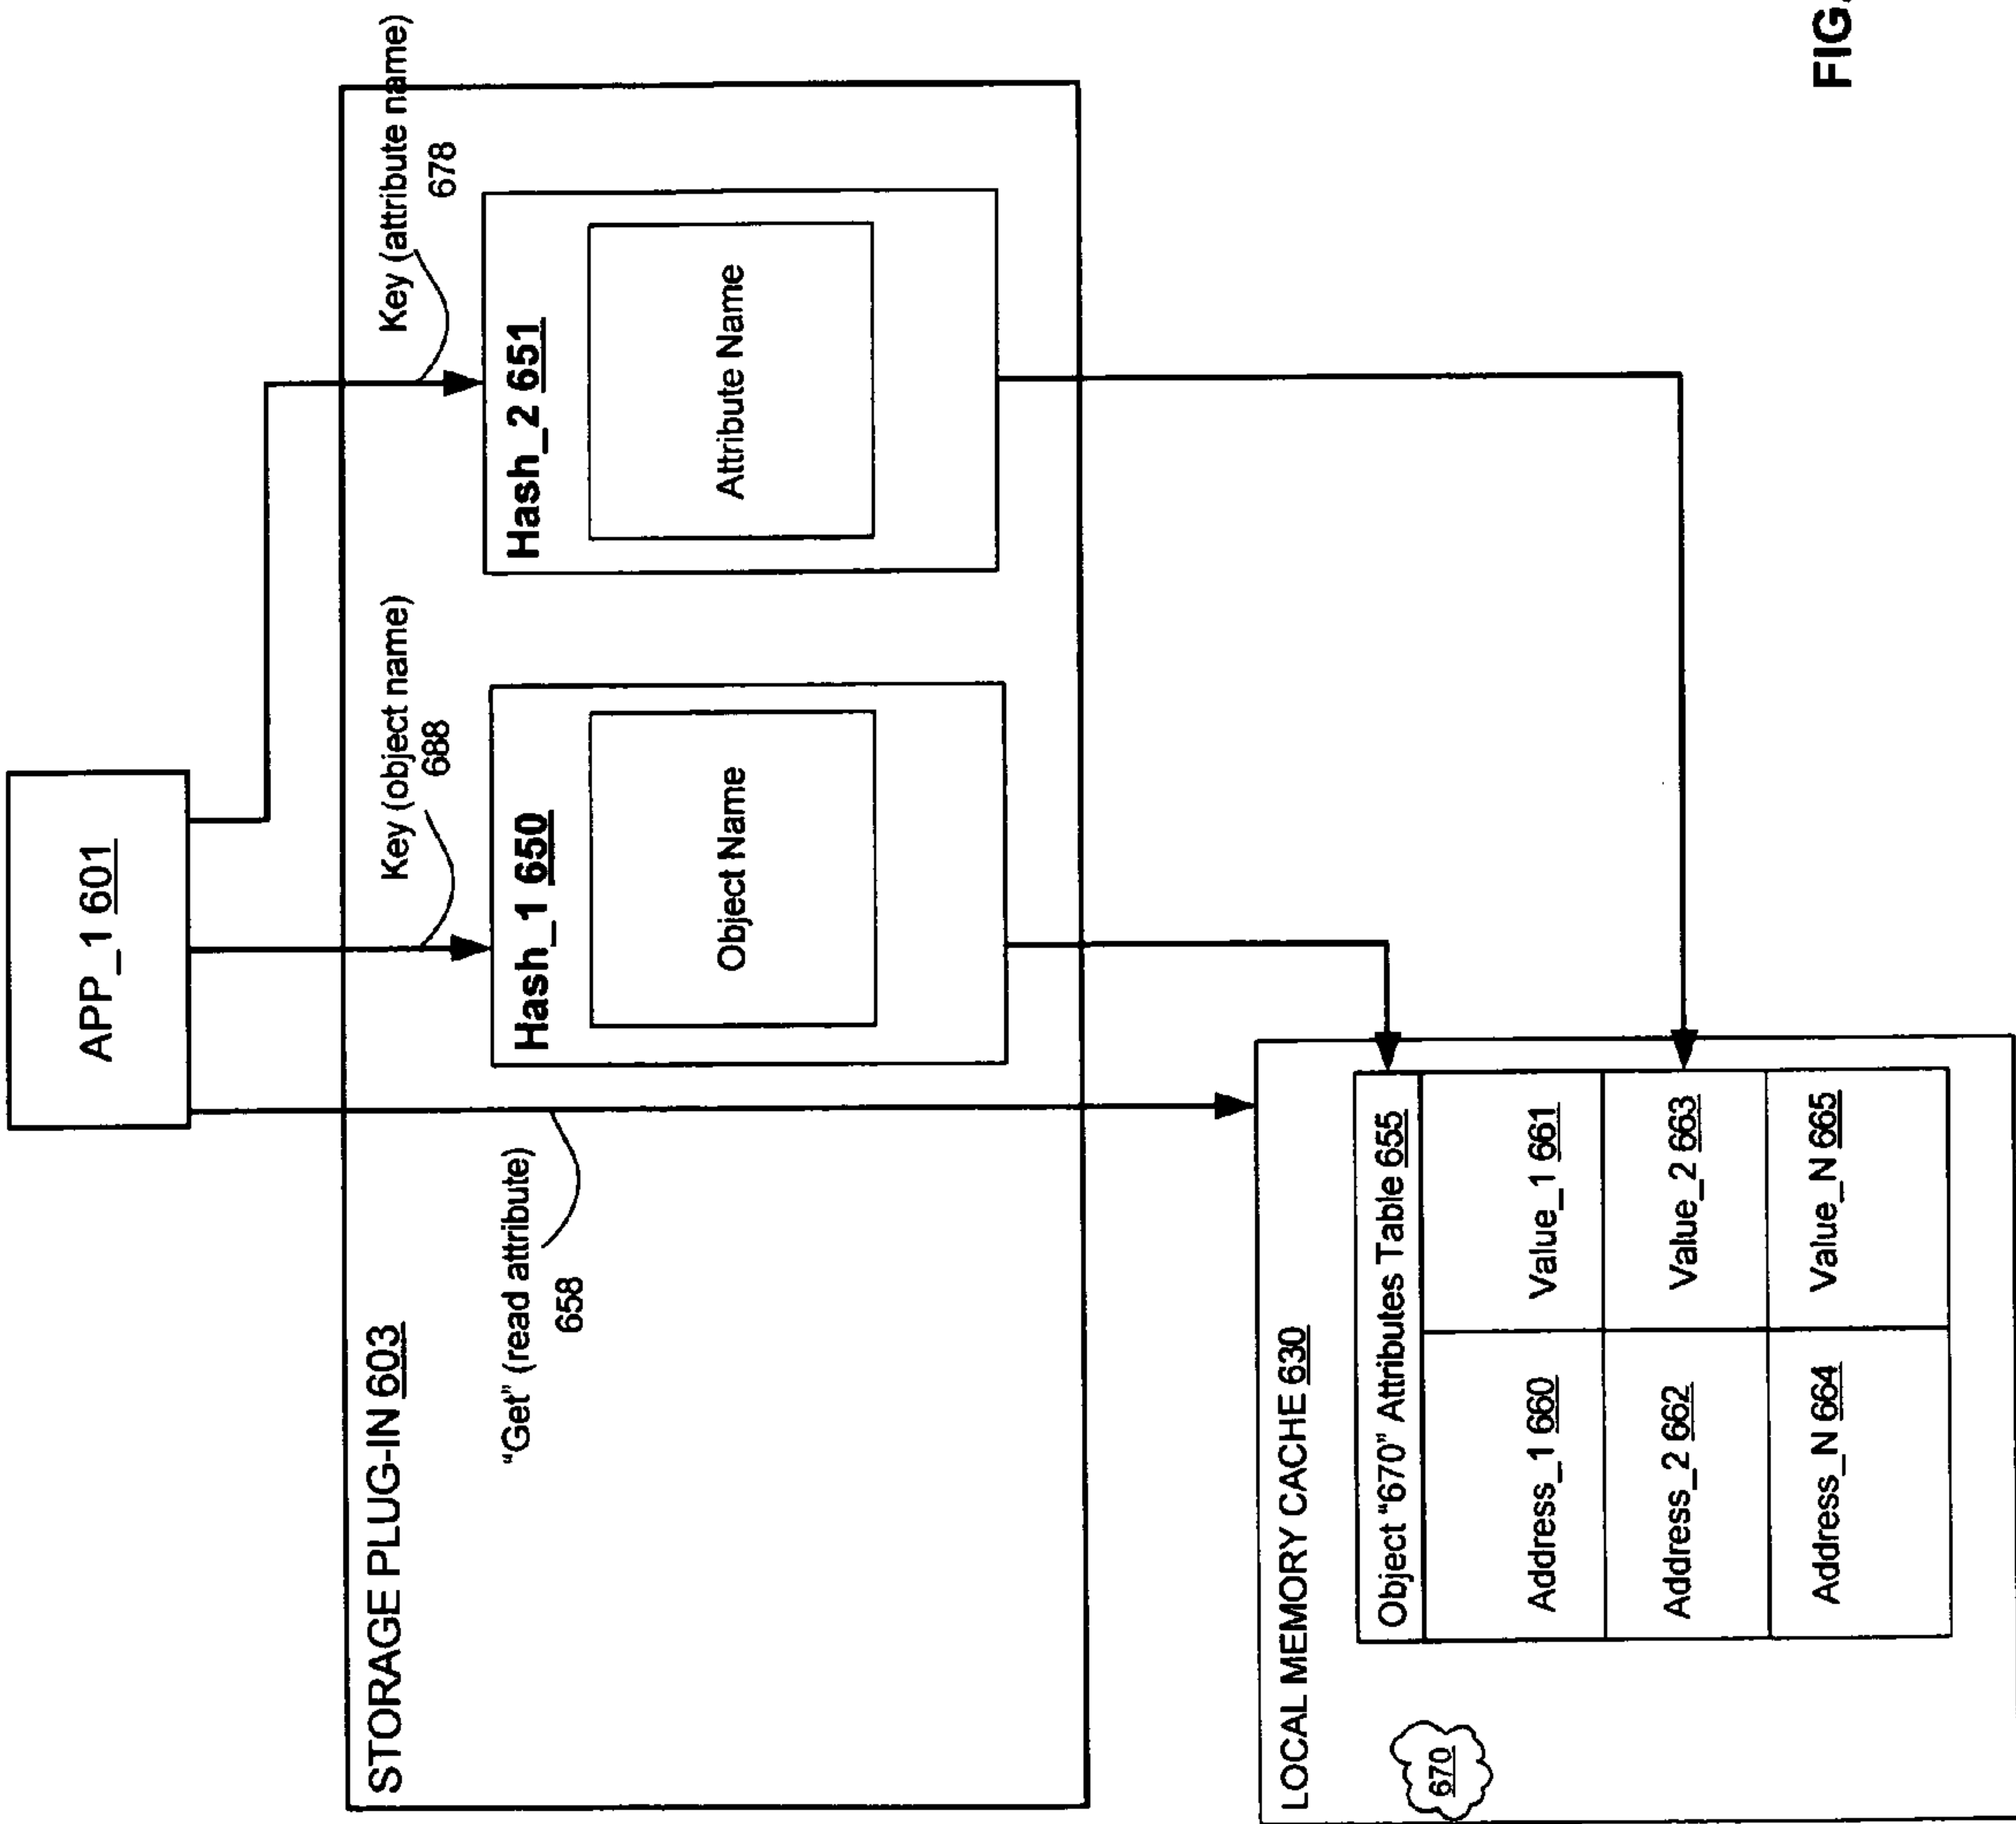 APP_1 601
Key (attribute name)
678
Key (object name)
688
STORAGE PLUG-IN 603
"Get" (read attribute)
658
Hash_1 650
Object Name
Hash_2 651
Attribute Name
LOCAL MEMORY CACHE 630
670
Object "670" Attributes Table 655
Address_1 660 Value_1 661
Address_2 662 Value_2 663
Address_N 664 Value_N 665
FIG.